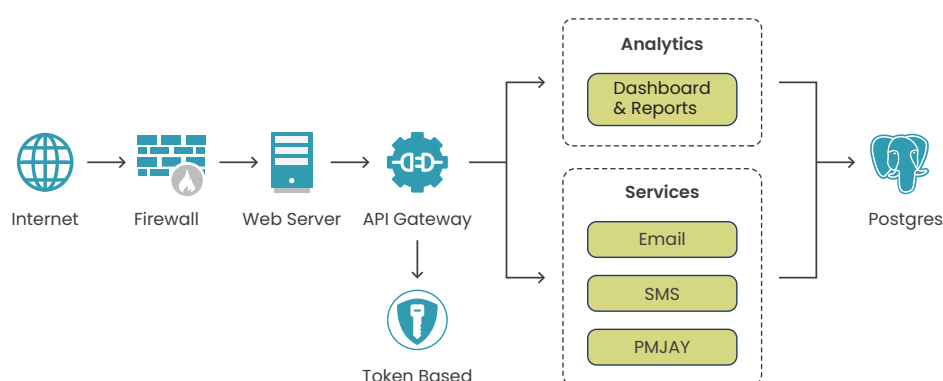 Analytics
Dashboard
& Reports
Internet
Firewall
Web Server
API Gateway
Services
Email
SMS
PMJAY
Postgres
Token Based